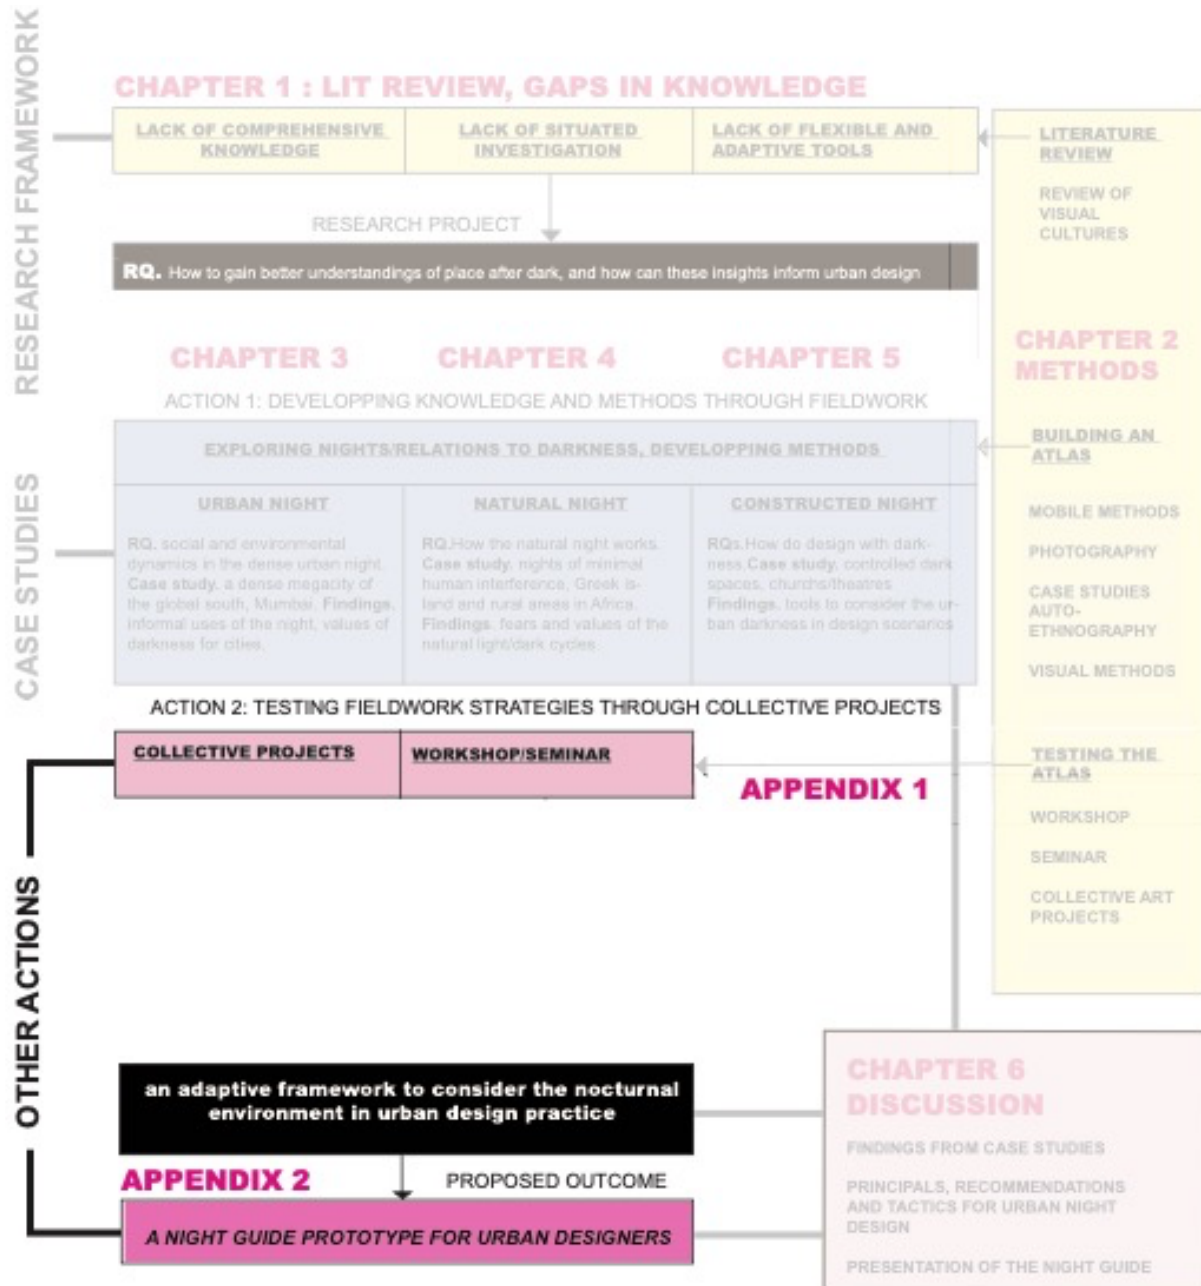 RESEARCH FRAMEWORK
CHAPTER 1 : LIT REVIEW, GAPS IN KNOWLEDGE
LACK OF COMPREHENSIVE
KNOWLEDGE
LACK OF SITUATED
INVESTIGATION
LACK OF FLEXIBLE AND
ADAPTIVE TOOLS
LITERATURE
REVIEW
REVIEW OF
VISUAL
CULTURES
RESEARCH PROJECT
RQ. How to gain better understandings of place after dark, and how can these insights inform urban design
CHAPTER 2
METHODS
CHAPTER 3
CHAPTER 4
CHAPTER 5
ACTION 1: DEVELOPPING KNOWLEDGE AND METHODS THROUGH FIELDWORK
CASE STUDIES
EXPLORING NIGHTS/RELATIONS TO DARKNESS, DEVELOPPING METHODS
URBAN NIGHT
RQ. social and environmental
dynamics in the dense urban night.
Case study. a dense megacity of
the global south, Mumbai. Findings.
informal uses of the night, values of
darkness for cities.
NATURAL NIGHT
RQ.How the natural night works.
Case study. nights of minimal
human interference, Greek is-
land and rural areas in Africa.
Findings. fears and values of the
natural light/dark cycles
CONSTRUCTED NIGHT
RQs.How do design with dark-
ness.Case study. controlled dark
spaces, churchs/theatres
Findings. tools to consider the ur-
ban darkness in design scenarios
BUILDING AN
ATLAS
MOBILE METHODS
PHOTOGRAPHY
CASE STUDIES
AUTO-
ETHNOGRAPHY
VISUAL METHODS
ACTION 2: TESTING FIELDWORK STRATEGIES THROUGH COLLECTIVE PROJECTS
COLLECTIVE PROJECTS
WORKSHOP/SEMINAR
APPENDIX 1
TESTING THE
ATLAS
WORKSHOP
SEMINAR
COLLECTIVE ART
PROJECTS
OTHER ACTIONS
an adaptive framework to consider the nocturnal
environment in urban design practice
APPENDIX 2
PROPOSED OUTCOME
A NIGHT GUIDE PROTOTYPE FOR URBAN DESIGNERS
CHAPTER 6
DISCUSSION
FINDINGS FROM CASE STUDIES
PRINCIPALS, RECOMMENDATIONS
AND TACTICS FOR URBAN NIGHT
DESIGN
PRESENTATION OF THE NIGHT GUIDE